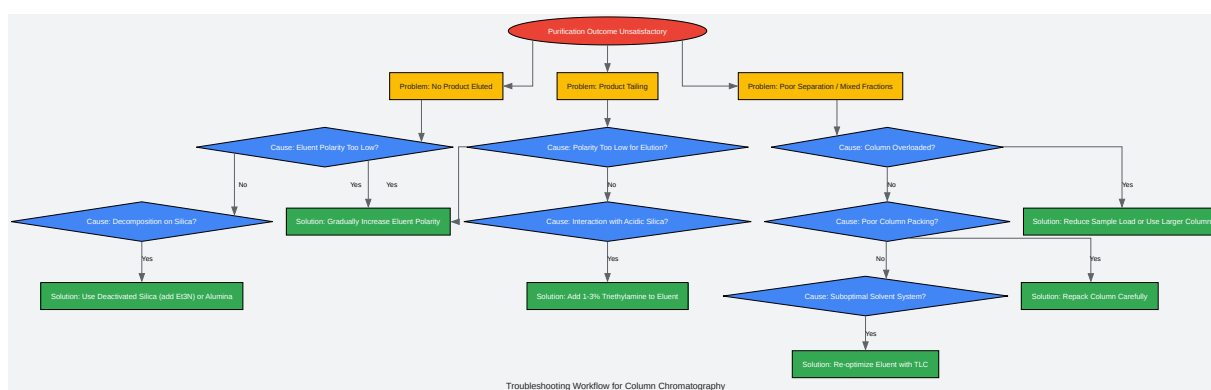 Purification Outcome Unsatisfactory
Problem: No Product Eluted
Problem: Product Tailing
Problem: Poor Separation / Mixed Fractions
Cause: Eluent Polarity Too Low?
Cause: Polarity Too Low for Elution?
Cause: Column Overloaded?
No
Yes
Yes
No
No
Yes
Cause: Decomposition on Silica?
Solution: Gradually Increase Eluent Polarity
Cause: Interaction with Acidic Silica?
Cause: Poor Column Packing?
Solution: Reduce Sample Load or Use Larger Column
Yes
Yes
No
Yes
Solution: Use Deactivated Silica (add Et3N) or Alumina
Solution: Add 1-3% Triethylamine to Eluent
Cause: Suboptimal Solvent System?
Solution: Repack Column Carefully
Yes
Solution: Re-optimize Eluent with TLC
Troubleshooting Workflow for Column Chromatography